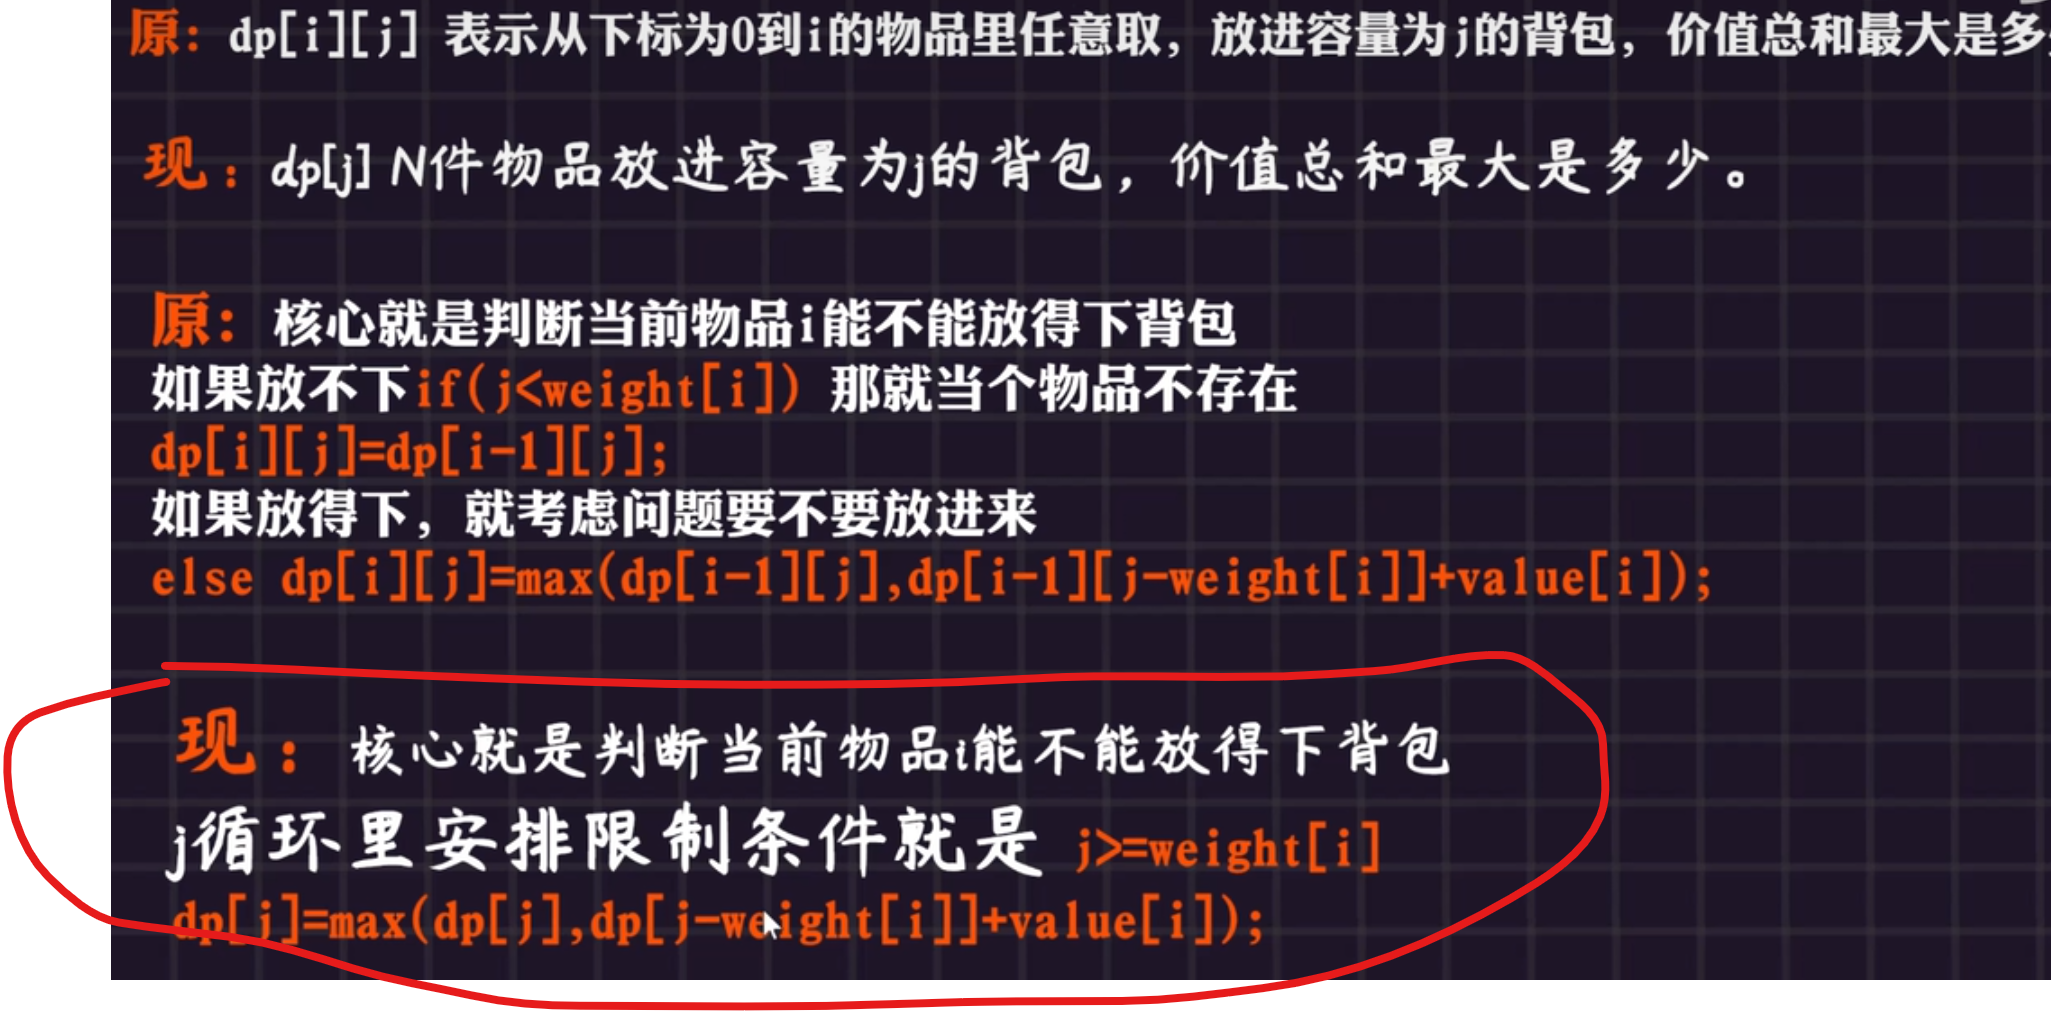 原：dp[i][j] 表示从下标为0到i的物品里任意取，放进容量为j的背包，价值总和最大是多
现：dp[j] N件物品放进容量为j的背包，价值总和最大是多少。
原：核心就是判断当前物品i能不能放得下背包
如果放不下if(j<weight[i]) 那就当个物品不存在
dp[i][j]=dp[i-1][j];
如果放得下，就考虑问题要不要放进来
else dp[i][j]=max(dp[i-1][j],dp[i-1][j-weight[i]]+value[i]);
现：核心就是判断当前物品i能不能放得下背包
j循环里安排限制条件就是 j>=weight[i]
dp[j]=max(dp[j],dp[j-weight[i]]+value[i]);